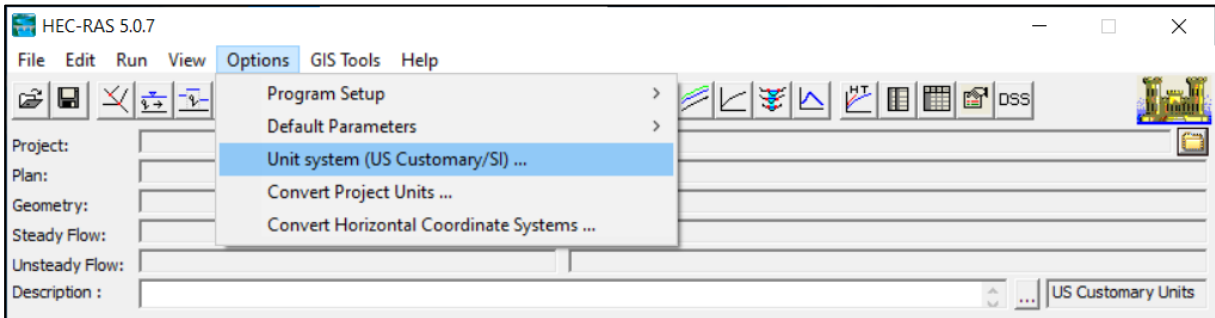 HEC-RAS 5.0.7
File Edit Run View Options GIS Tools Help
HT DSS
Program Setup
Default Parameters
Unit system (US Customary/SI) ...
Convert Project Units ...
Convert Horizontal Coordinate Systems ...
Project:
Plan:
Geometry:
Steady Flow:
Unsteady Flow:
Description :
... US Customary Units